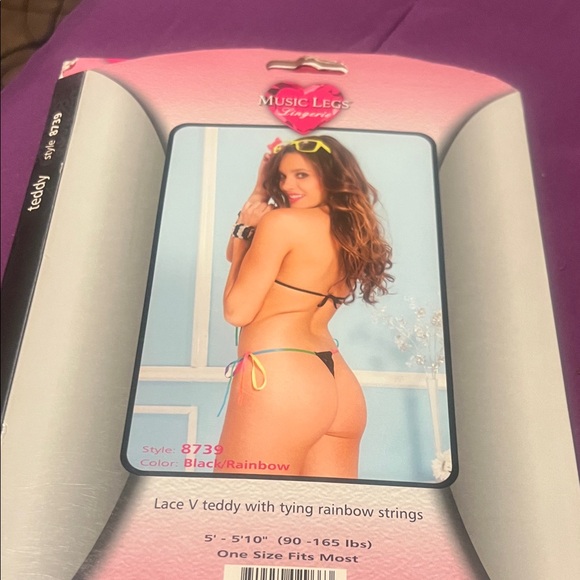 MUSIC LEGS
Lingerie
teddy style 8739
Style: 8739
Color: Black/Rainbow
Lace V teddy with tying rainbow strings
5' - 5'10" (90 -165 lbs)
One Size Fits Most